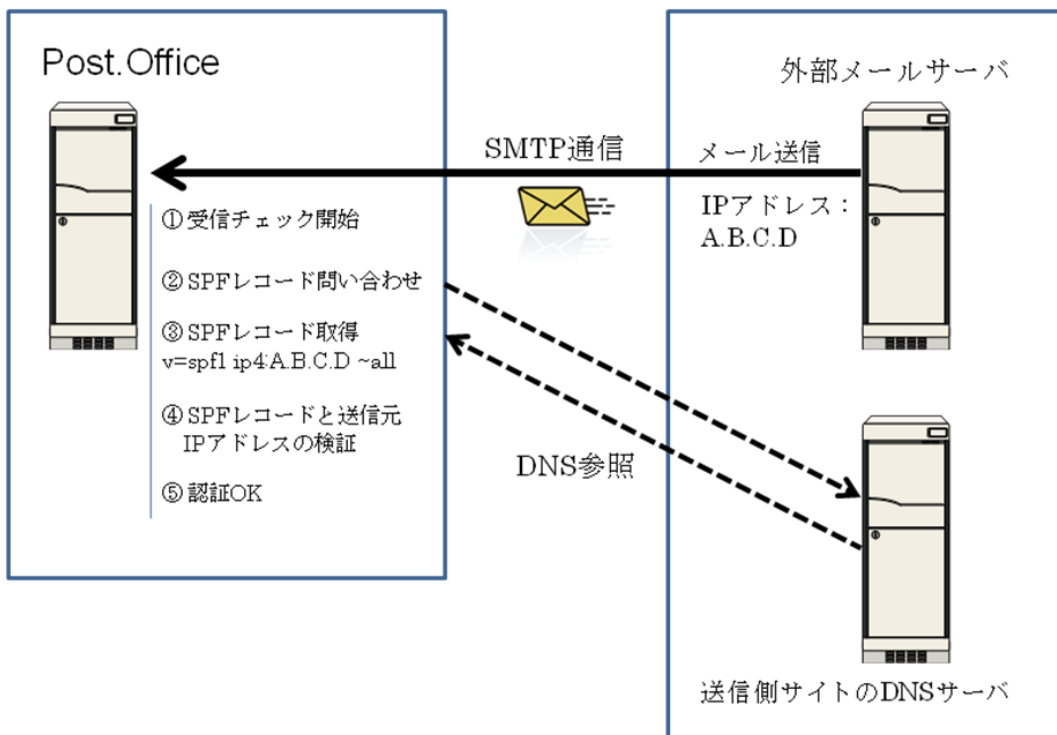 Post.Office
外部メールサーバ
SMTP通信
メール送信
IPアドレス：
A.B.C.D
①受信チェック開始
②SPFレコード問い合わせ
③SPFレコード取得
v=spf1 ip4:A.B.C.D ~all
④SPFレコードと送信元
IPアドレスの検証
⑤認証OK
DNS参照
送信側サイトのDNSサーバ